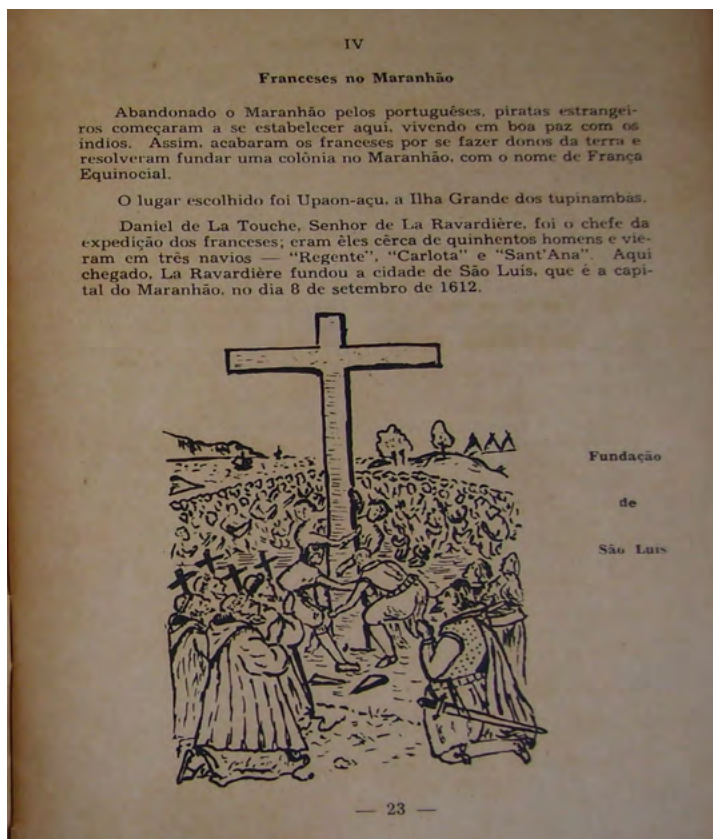 IV
Franceses no Maranhão
Abandonado o Maranhão pelos portuguêses, piratas estrangei-
ros começaram a se estabelecer aqui, vivendo em boa paz com os
índios. Assim, acabaram os franceses por se fazer donos da terra e
resolveram fundar uma colônia no Maranhão, com o nome de França
Equinocial.
O lugar escolhido foi Upaon-açu, a Ilha Grande dos tupinambás.
Daniel de La Touche, Senhor de La Ravardière, foi o chefe da
expedição dos franceses; eram êles cêrca de quinhentos homens e vie-
ram em três navios — "Regente", "Carlota" e "Sant'Ana". Aqui
chegado, La Ravardière fundou a cidade de São Luís, que é a capi-
tal do Maranhão, no dia 8 de setembro de 1612.
Fundação
de
São Luís
— 23 —